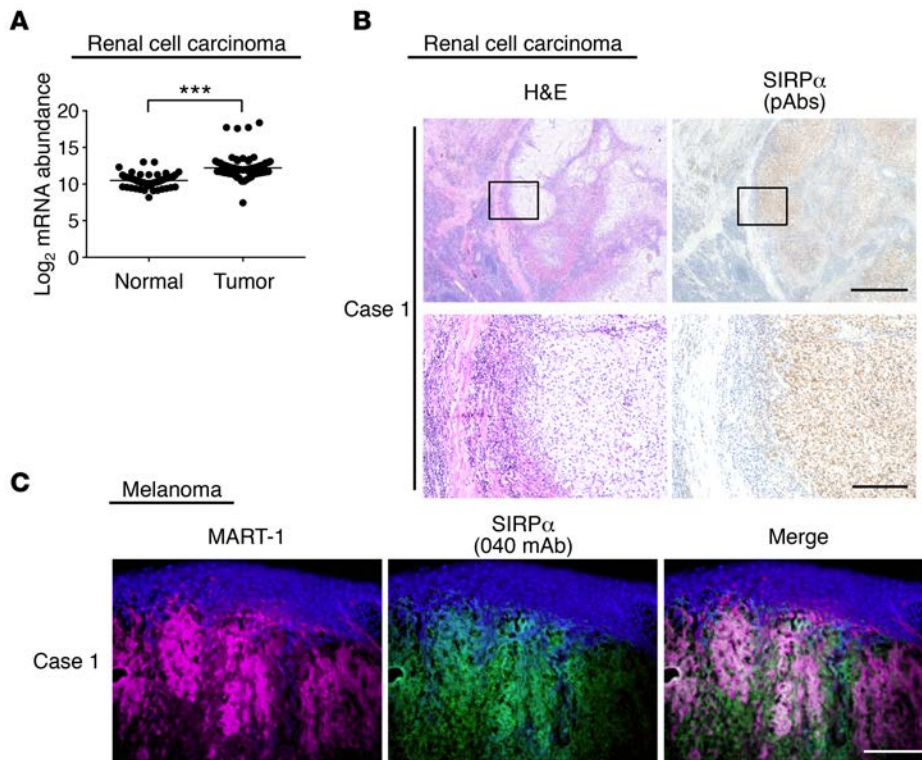 A
Renal cell carcinoma
***
Log2 mRNA abundance
20
15
10
5
0
Normal
Tumor
B
Renal cell carcinoma
H&E
SIRPα
(pAbs)
Case 1
C
Melanoma
MART-1
SIRPα
(040 mAb)
Merge
Case 1